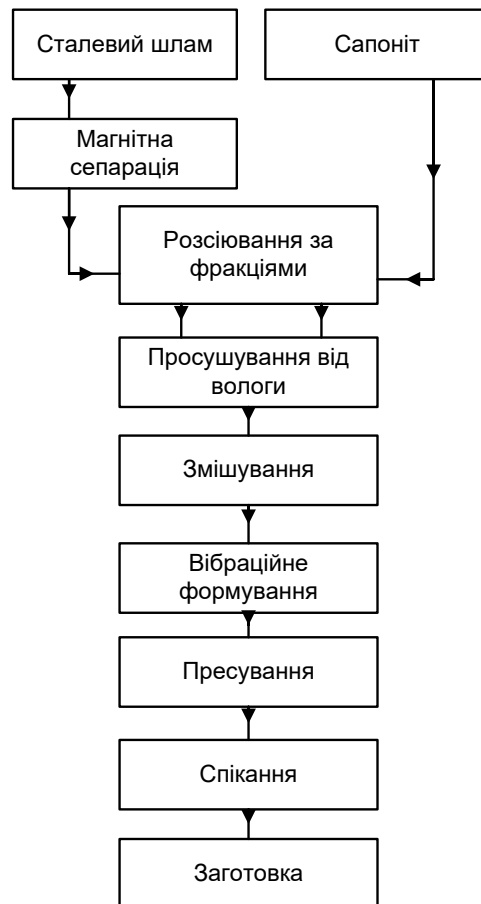 Сталевий шлам
Сапоніт
Магнітна
сепарація
Розсіювання за
фракціями
Просушування від
вологи
Змішування
Вібраційне
формування
Пресування
Спікання
Заготовка